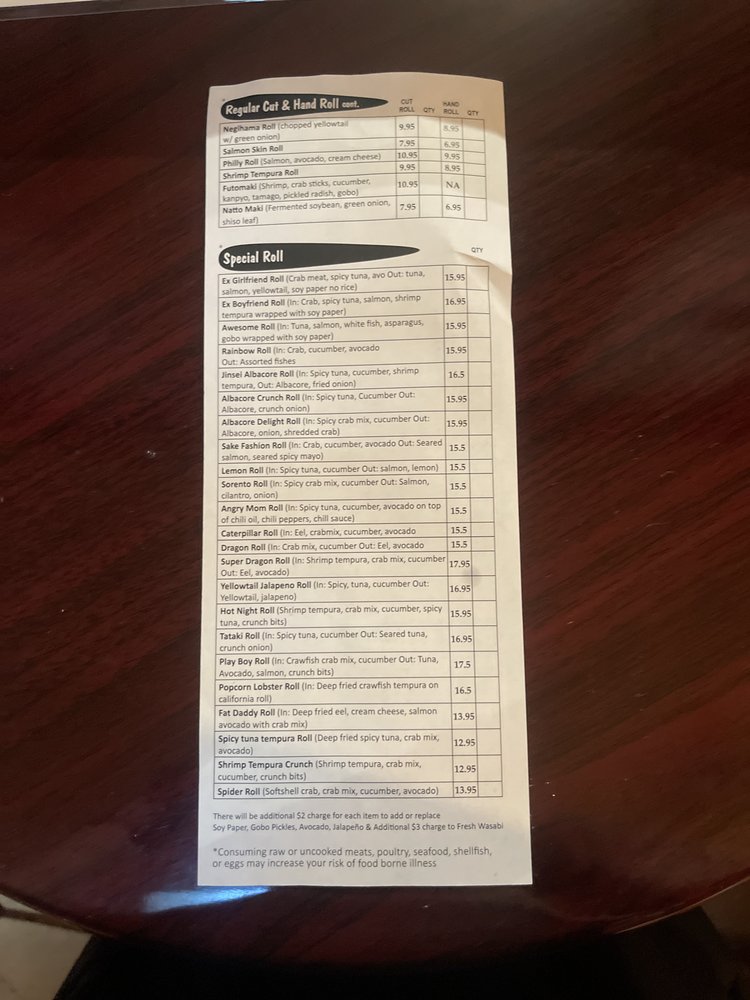 Regular Cut & Hand Roll cont.
CUT ROLL QTY HAND ROLL QTY
Negihama Roll (chopped yellowtail 9.95 8.95
w/ green onion)
Salmon Skin Roll 7.95 6.95
Philly Roll (Salmon, avocado, cream cheese) 10.95 9.95
Shrimp Tempura Roll 9.95 8.95
Futomaki (Shrimp, crab sticks, cucumber, 10.95 NA
kanpyo, tamago, pickled radish, gobo)
Natto Maki (Fermented soybean, green onion, 7.95 6.95
shiso leaf)
Special Roll QTY
Ex Girlfriend Roll (Crab meat, spicy tuna, avo Out: tuna, 15.95
salmon, yellowtail, soy paper no rice)
Ex Boyfriend Roll (In: Crab, spicy tuna, salmon, shrimp 16.95
tempura wrapped with soy paper)
Awesome Roll (In: Tuna, salmon, white fish, asparagus, 15.95
gobo wrapped with soy paper)
Rainbow Roll (In: Crab, cucumber, avocado 15.95
Out: Assorted fishes
Jinsei Albacore Roll (In: Spicy tuna, cucumber, shrimp 16.5
tempura, Out: Albacore, fried onion)
Albacore Crunch Roll (In: Spicy tuna, Cucumber Out: 15.95
Albacore, crunch onion)
Albacore Delight Roll (In: Spicy crab mix, cucumber Out: 15.95
Albacore, onion, shredded crab)
Sake Fashion Roll (In: Crab, cucumber, avocado Out: Seared 15.5
salmon, seared spicy mayo)
Lemon Roll (In: Spicy tuna, cucumber Out: salmon, lemon) 15.5
Sorento Roll (In: Spicy crab mix, cucumber Out: Salmon, 15.5
cilantro, onion)
Angry Mom Roll (In: Spicy tuna, cucumber, avocado on top 15.5
of chili oil, chili peppers, chill sauce)
Caterpillar Roll (In: Eel, crabmix, cucumber, avocado 15.5
Dragon Roll (In: Crab mix, cucumber Out: Eel, avocado 15.5
Super Dragon Roll (In: Shrimp tempura, crab mix, cucumber 17.95
Out: Eel, avocado)
Yellowtail Jalapeno Roll (In: Spicy, tuna, cucumber Out: 16.95
Yellowtail, jalapeno)
Hot Night Roll (Shrimp tempura, crab mix, cucumber, spicy 15.95
tuna, crunch bits)
Tataki Roll (In: Spicy tuna, cucumber Out: Seared tuna, 16.95
crunch onion)
Play Boy Roll (In: Crawfish crab mix, cucumber Out: Tuna, 17.5
Avocado, salmon, crunch bits)
Popcorn Lobster Roll (In: Deep fried crawfish tempura on 16.5
california roll)
Fat Daddy Roll (In: Deep fried eel, cream cheese, salmon 13.95
avocado with crab mix)
Spicy tuna tempura Roll (Deep fried spicy tuna, crab mix, 12.95
avocado)
Shrimp Tempura Crunch (Shrimp tempura, crab mix, 12.95
cucumber, crunch bits)
Spider Roll (Softshell crab, crab mix, cucumber, avocado) 13.95
There will be additional $2 charge for each item to add or replace
Soy Paper, Gobo Pickles, Avocado, Jalapeño & Additional $3 charge to Fresh Wasabi
*Consuming raw or uncooked meats, poultry, seafood, shellfish,
or eggs may increase your risk of food borne illness